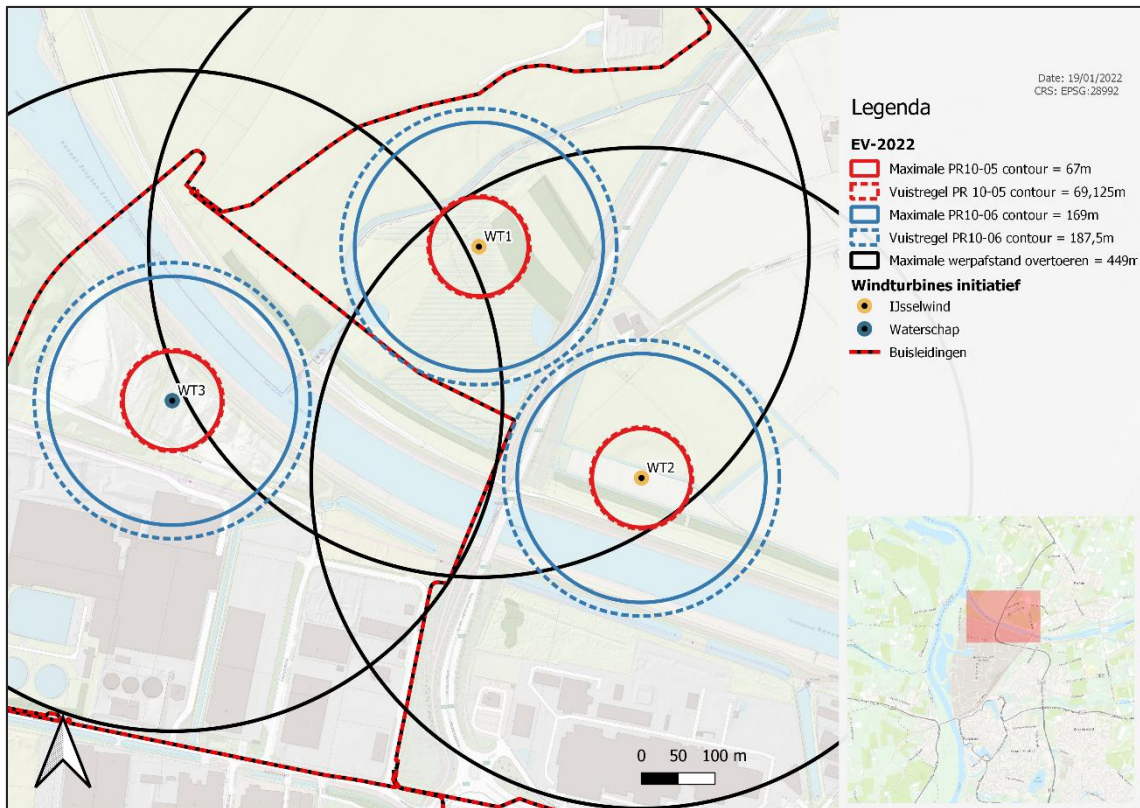 Date: 19/01/2022
CRS: EPSG:28992
Legenda
EV-2022
Maximale PR10-05 contour = 67m
Vuistregel PR 10-05 contour = 69,125m
Maximale PR10-06 contour = 169m
Vuistregel PR10-06 contour = 187,5m
Maximale werpafstand overtoeren = 449m
Windturbines initiatief
IJsselwind
Waterschap
Buisleidingen
WT1
WT3
WT2
0 50 100 m